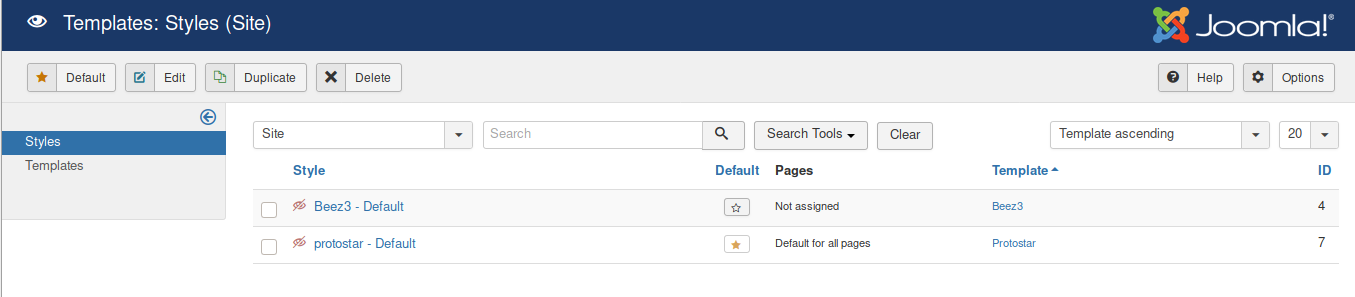 Templates: Styles (Site)
Joomla!®
Default Edit Duplicate Delete Help Options
Styles
Templates
Site Search Search Tools Clear Template ascending 20
Style Default Pages Template ID
Beez3 - Default Not assigned Beez3 4
protostar - Default Default for all pages Protostar 7